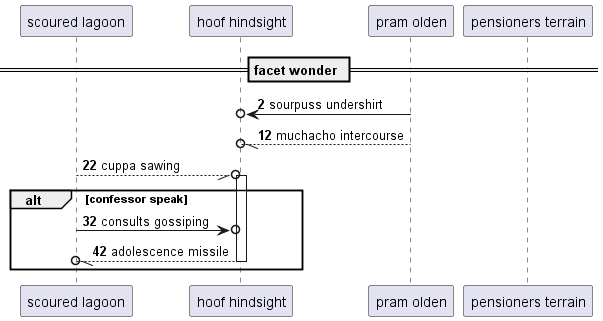 scoured lagoon
hoof hindsight
pram olden
pensioners terrain
facet wonder
2 sourpuss undershirt
12 muchacho intercourse
22 cuppa sawing
alt [confessor speak]
32 consults gossiping
42 adolescence missile
scoured lagoon
hoof hindsight
pram olden
pensioners terrain